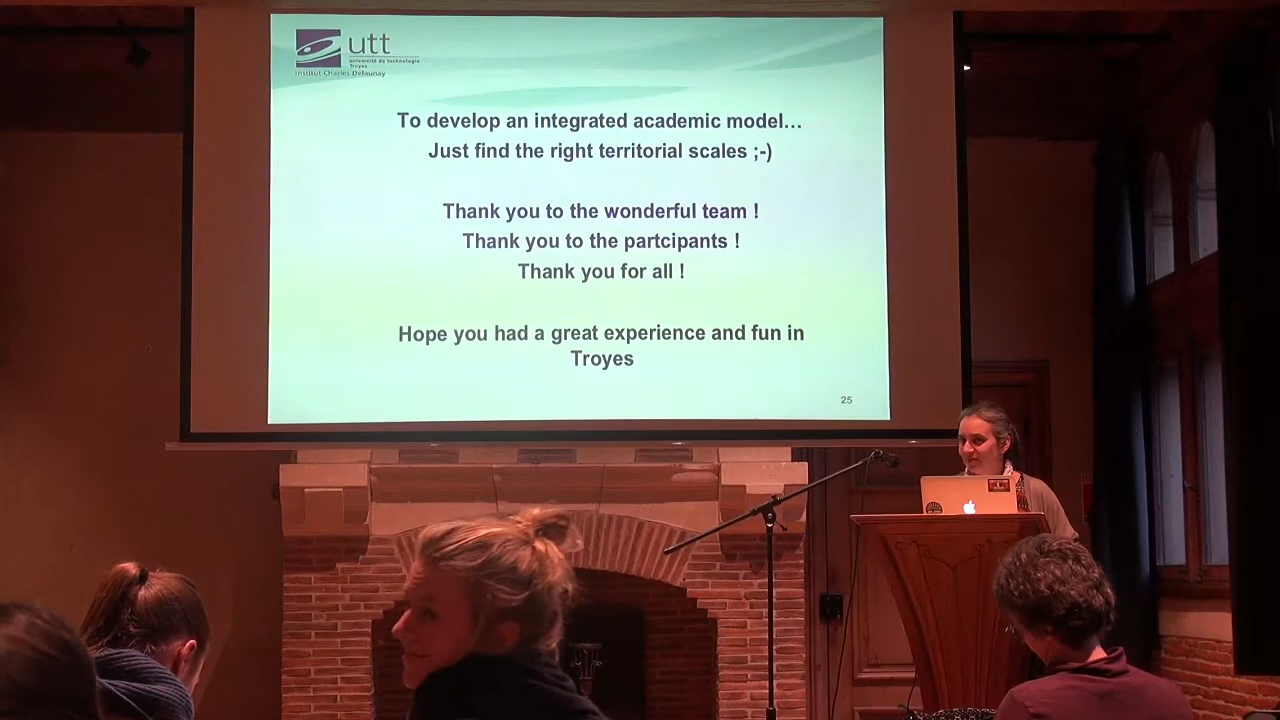 utt
université de technologie
Troyes
Institut Charles Delaunay
To develop an integrated academic model…
Just find the right territorial scales ;-)
Thank you to the wonderful team !
Thank you to the partcipants !
Thank you for all !
Hope you had a great experience and fun in
Troyes
25